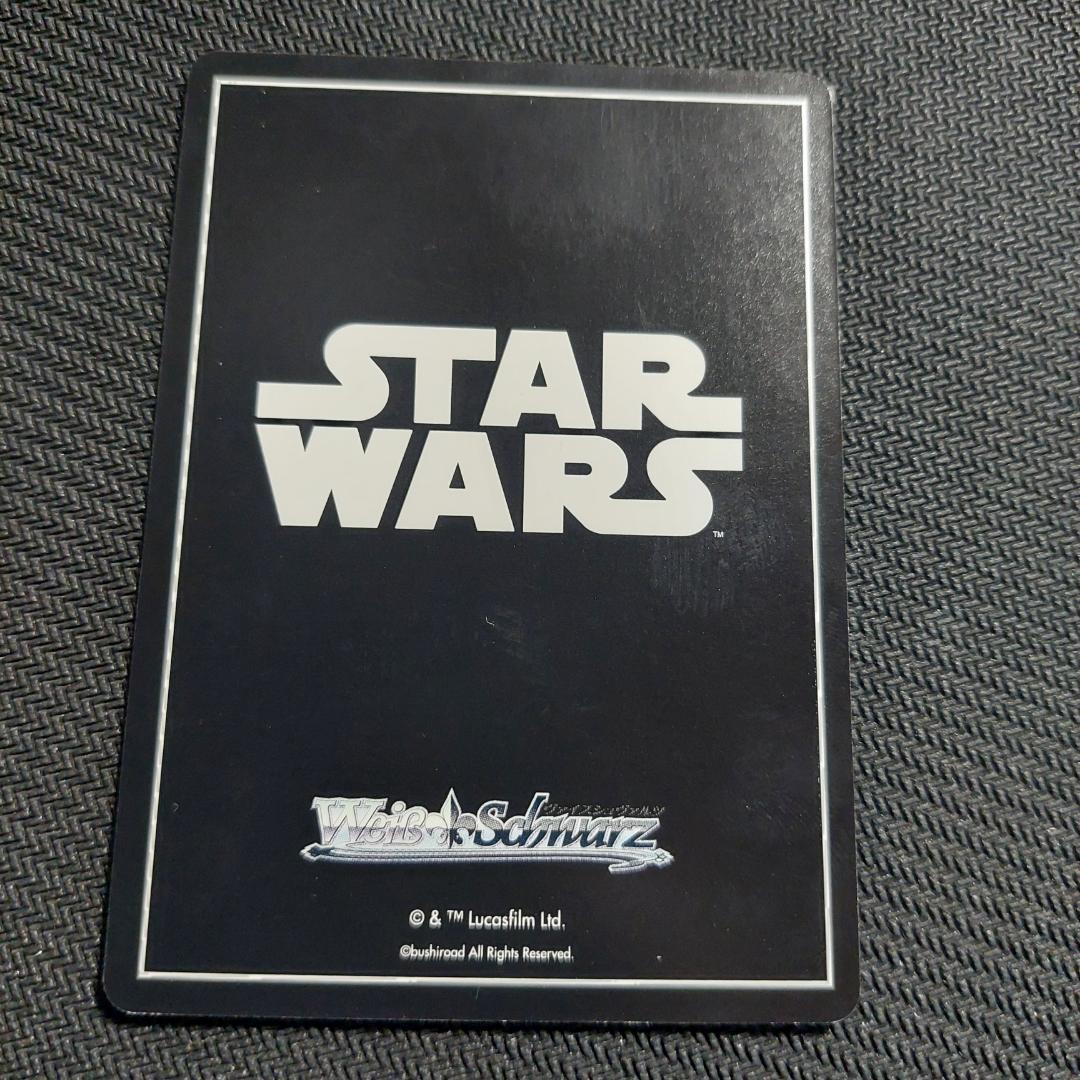 STAR
WARS
TM
Weiß Schwarz
© & ™ Lucasfilm Ltd.
©bushiroad All Rights Reserved.